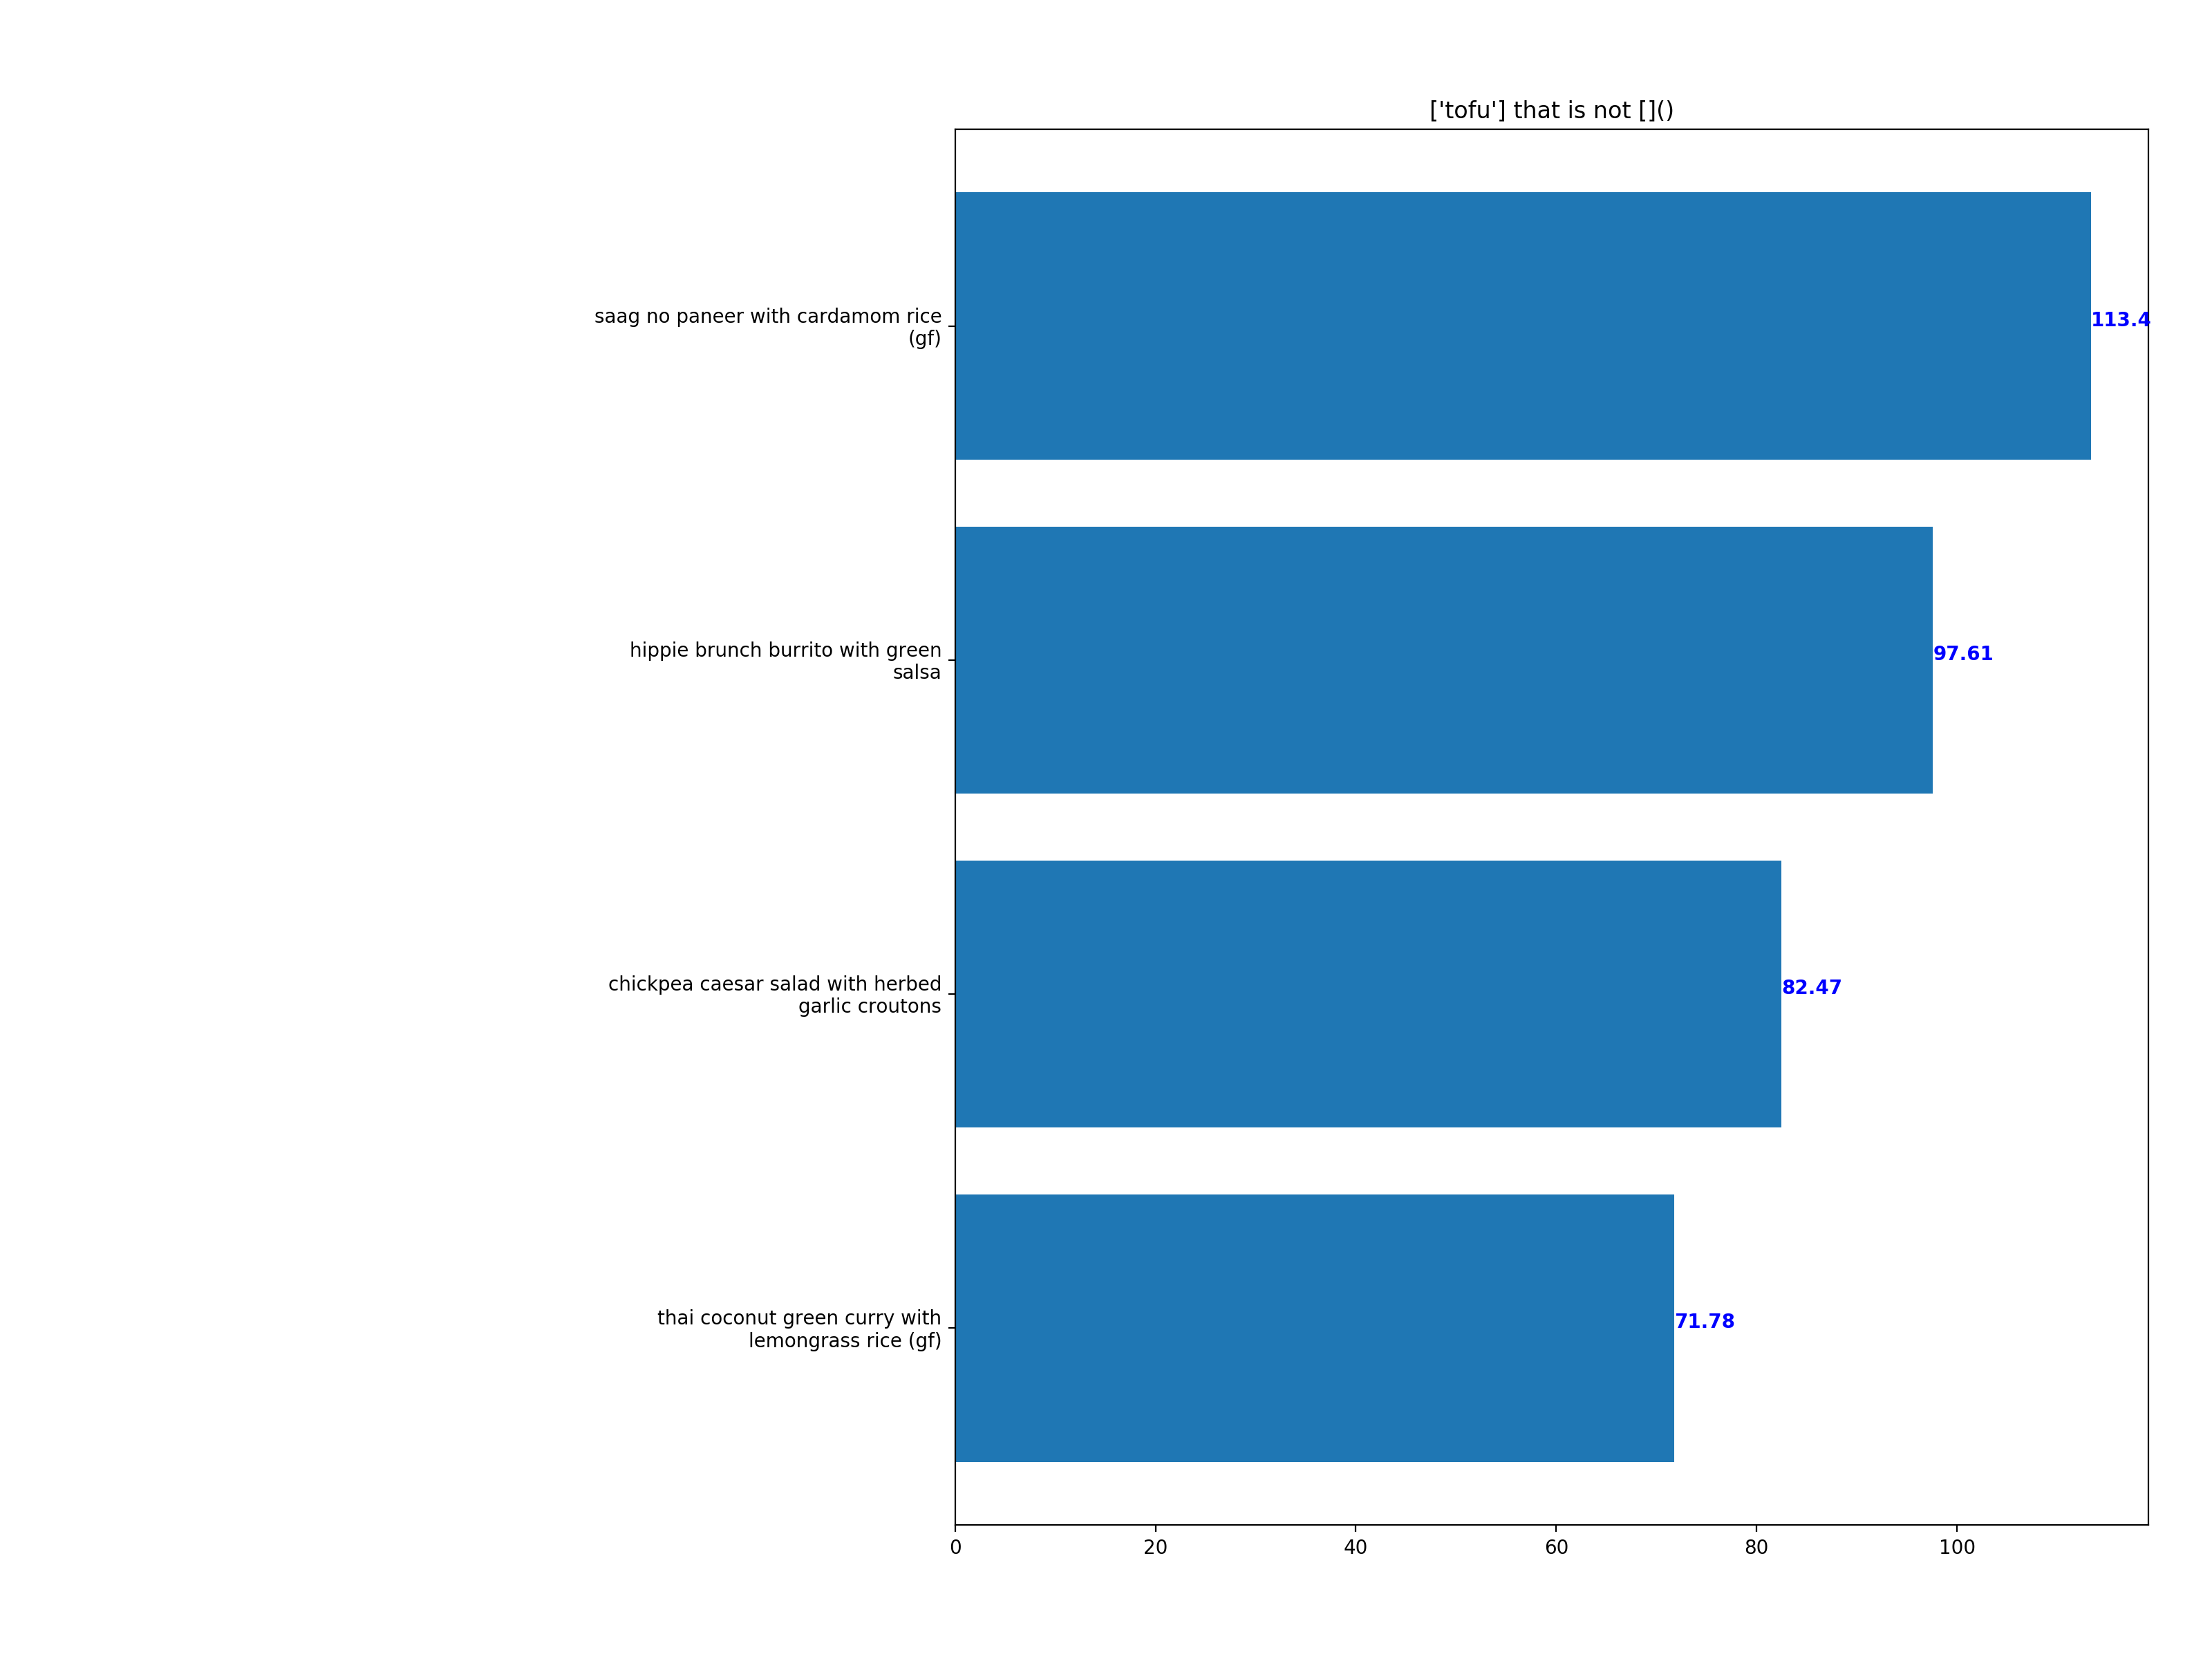 ['tofu'] that is not []()
saag no paneer with cardamom rice
(gf)
113.4
hippie brunch burrito with green
salsa
97.61
chickpea caesar salad with herbed
garlic croutons
82.47
thai coconut green curry with
lemongrass rice (gf)
71.78
0 20 40 60 80 100